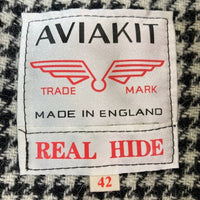 AVIAKIT
TRADE MARK
MADE IN ENGLAND
REAL HIDE
42